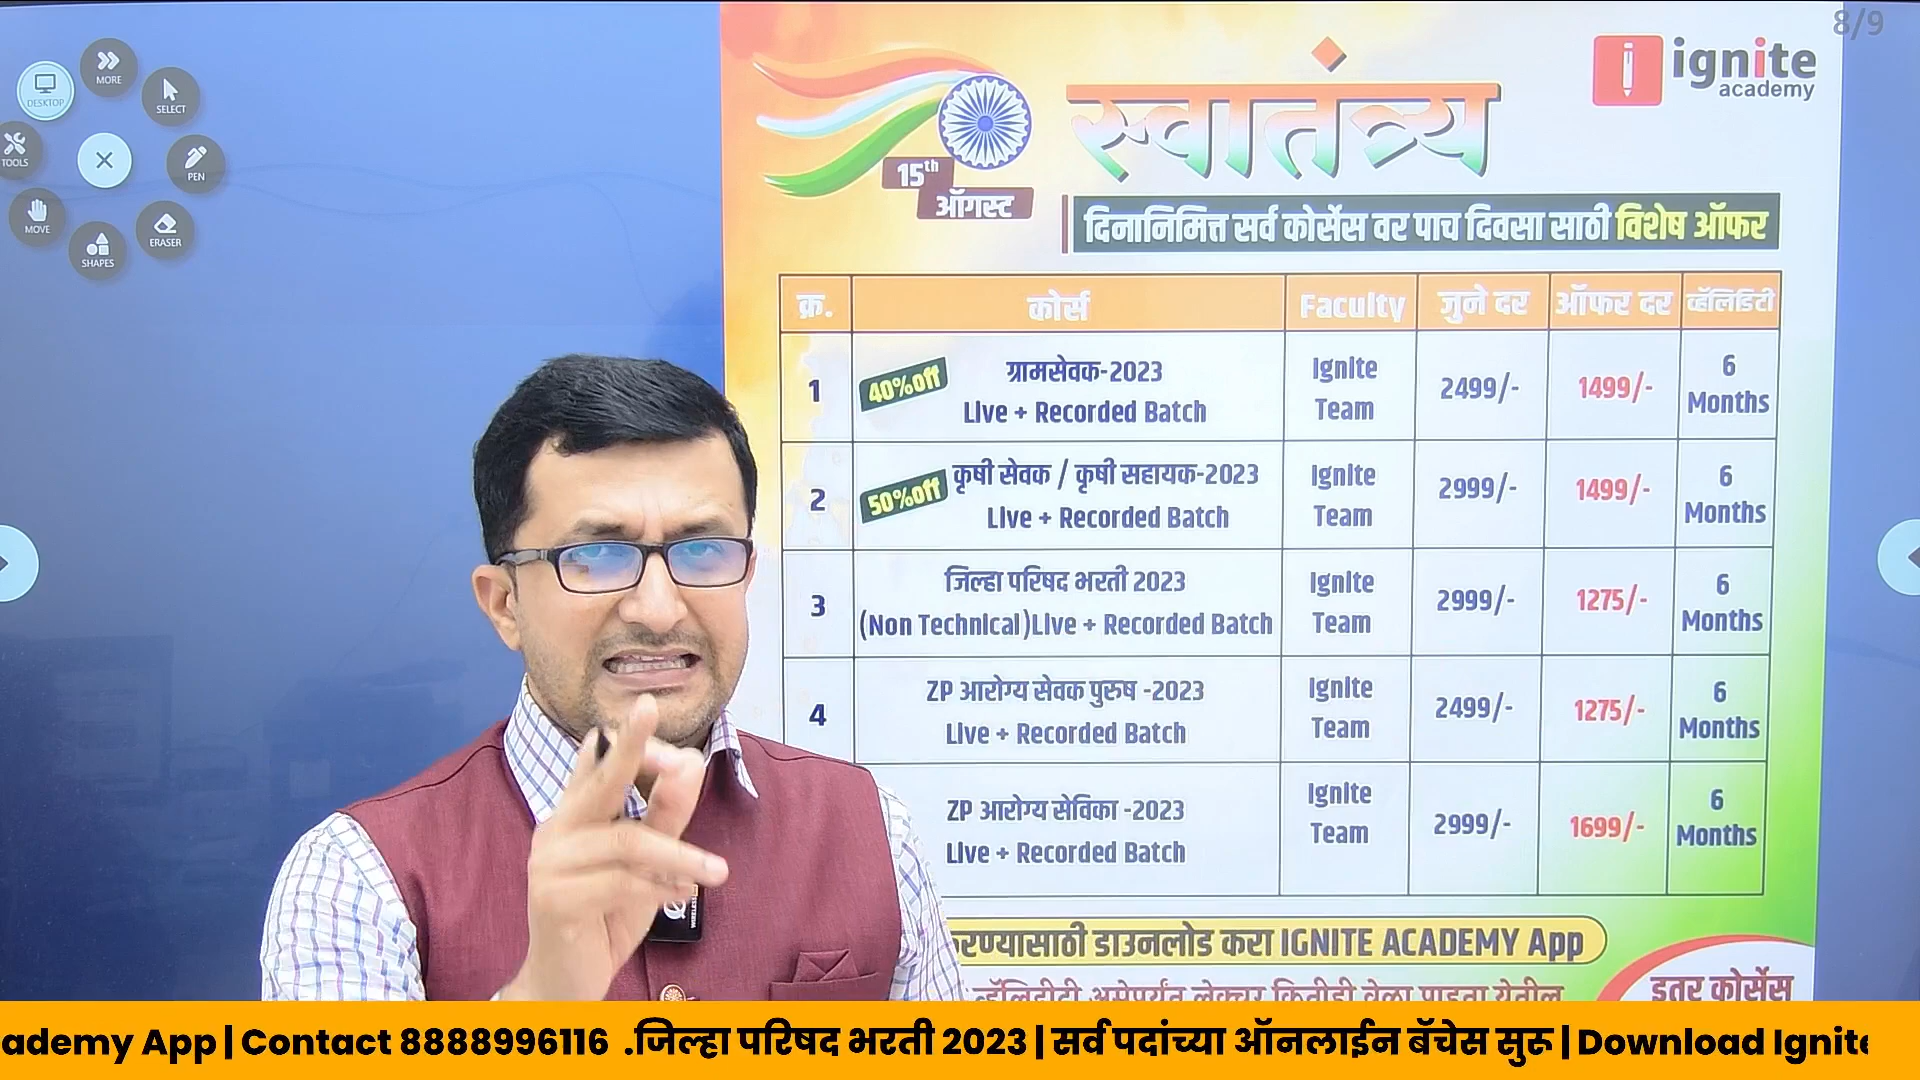 8/9
MORE
DESKTOP
SELECT
TOOLS
PEN
MOVE
ERASER
SHAPES
ignite
academy
स्वातंत्र्य
15th
ऑगस्ट
दिनानिमित्त सर्व कोर्सेस वर पाच दिवसा साठी विशेष ऑफर
क्र. कोर्स Faculty जुने दर ऑफर दर व्हॅलिडिटी
1 40%off ग्रामसेवक-2023 Live + Recorded Batch Ignite Team 2499/- 1499/- 6 Months
2 50%off कृषी सेवक / कृषी सहायक-2023 Live + Recorded Batch Ignite Team 2999/- 1499/- 6 Months
3 जिल्हा परिषद भरती 2023 (Non Technical)Live + Recorded Batch Ignite Team 2999/- 1275/- 6 Months
4 ZP आरोग्य सेवक पुरुष -2023 Live + Recorded Batch Ignite Team 2499/- 1275/- 6 Months
ZP आरोग्य सेविका -2023 Live + Recorded Batch Ignite Team 2999/- 1699/- 6 Months
करण्यासाठी डाउनलोड करा IGNITE ACADEMY App
इतर कोर्सेस
ademy App | Contact 8888996116 .जिल्हा परिषद भरती 2023 | सर्व पदांच्या ऑनलाईन बॅचेस सुरू | Download Ignite